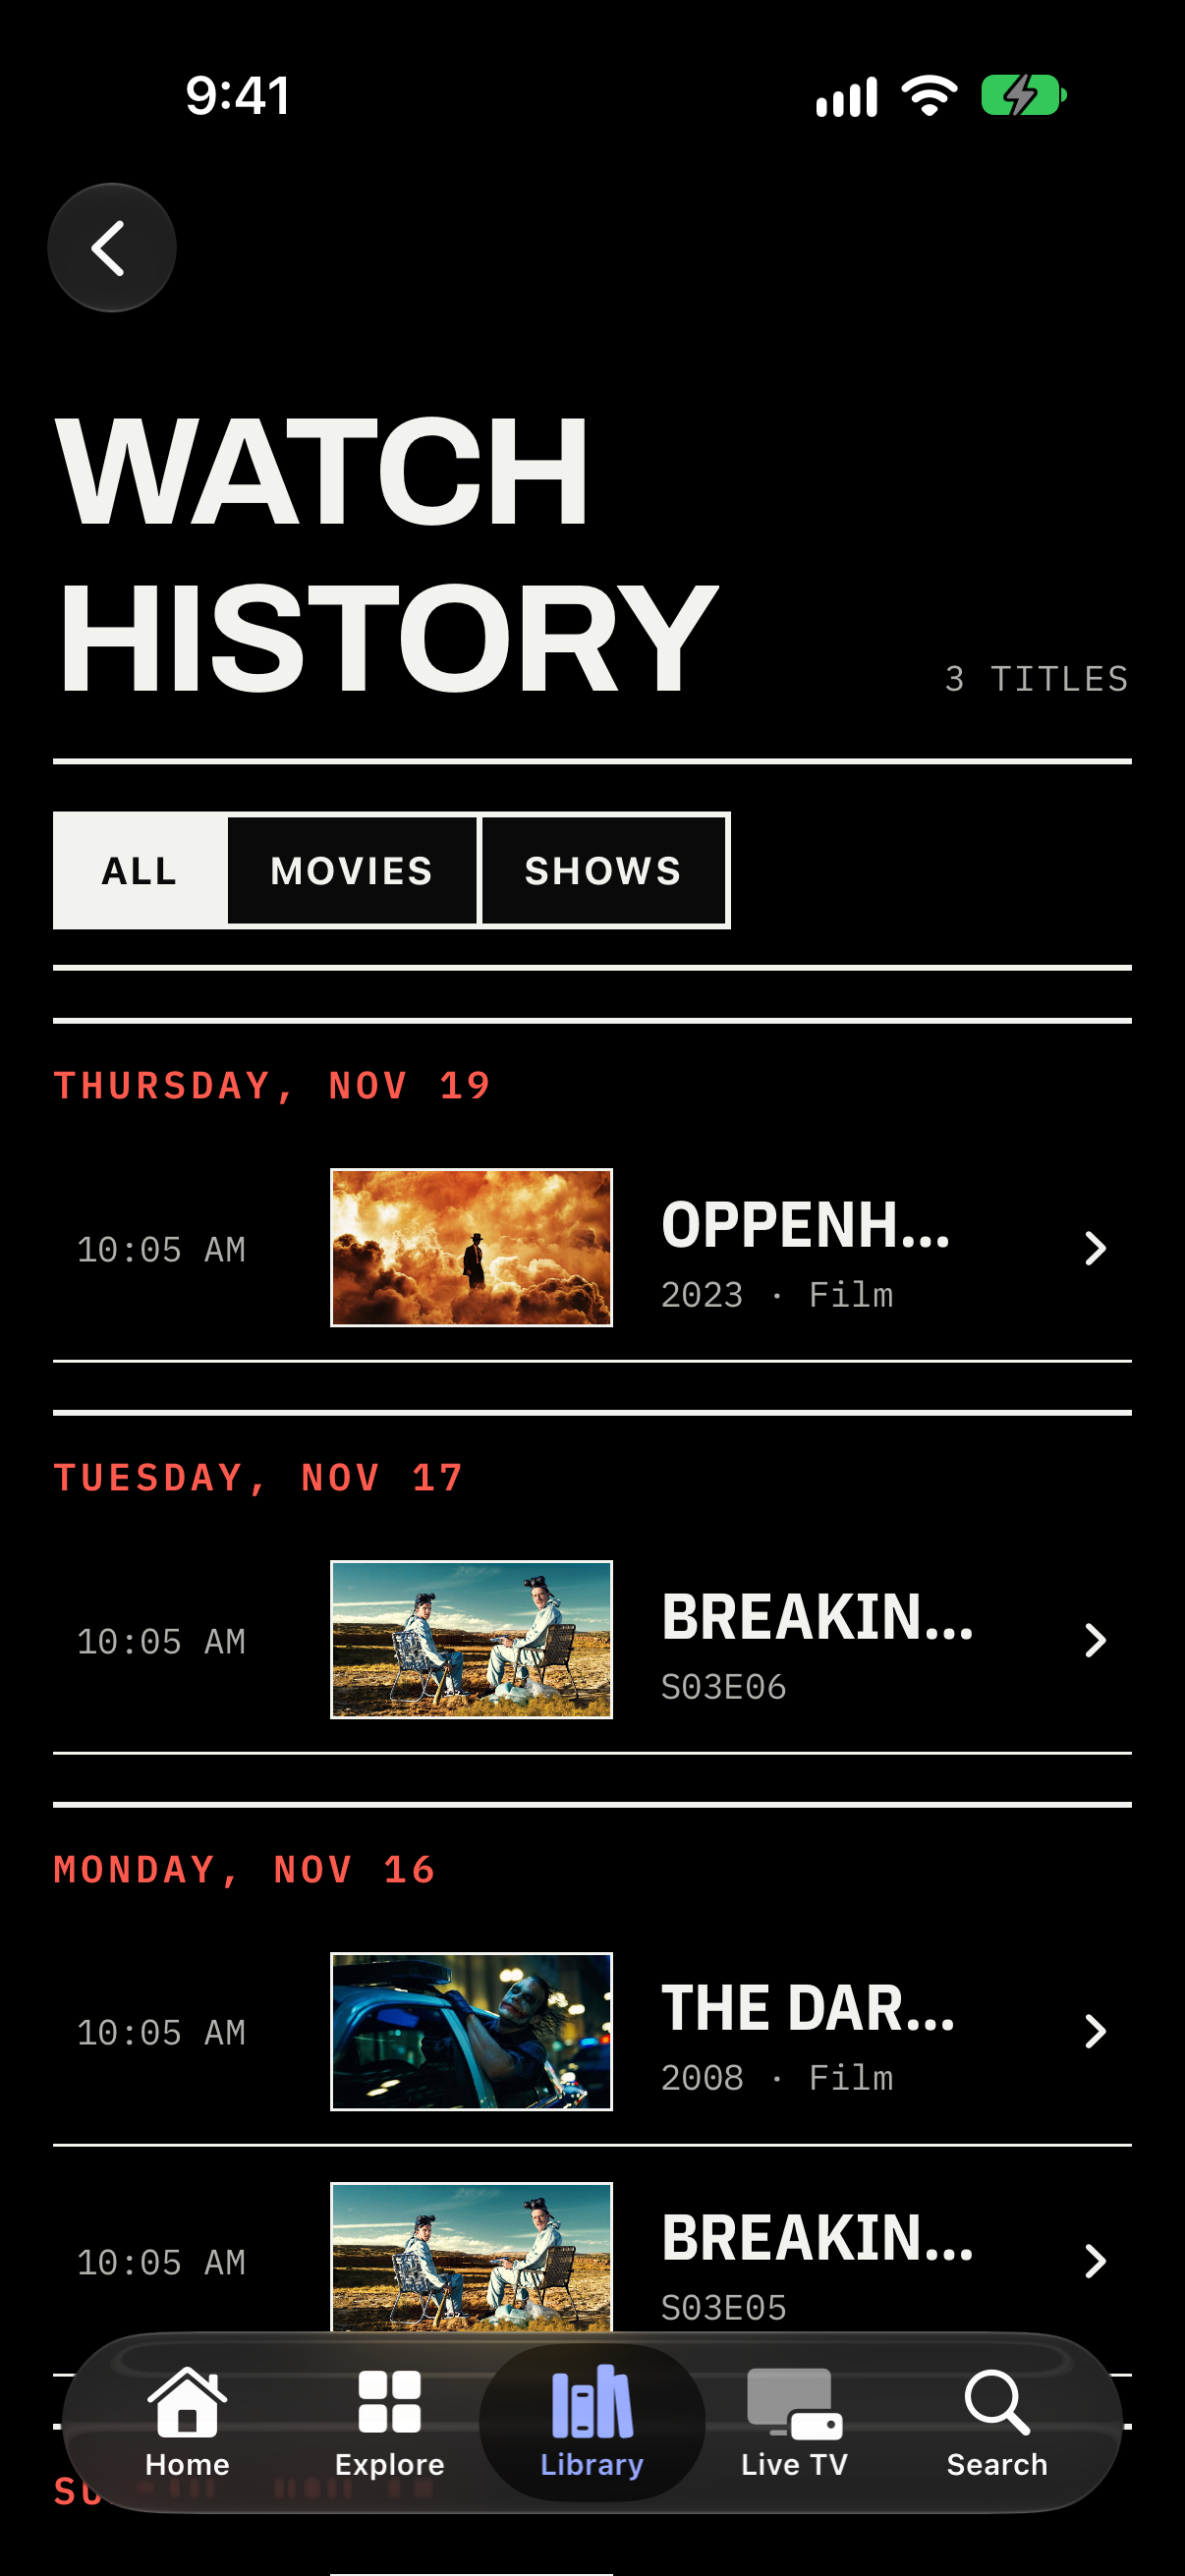 9:41
WATCH
HISTORY
3 TITLES
ALL MOVIES SHOWS
THURSDAY, NOV 19
10:05 AM
OPPENH...
2023 · Film
TUESDAY, NOV 17
10:05 AM
BREAKIN...
S03E06
MONDAY, NOV 16
10:05 AM
THE DAR...
2008 · Film
10:05 AM
BREAKIN...
S03E05
Home Explore Library Live TV Search